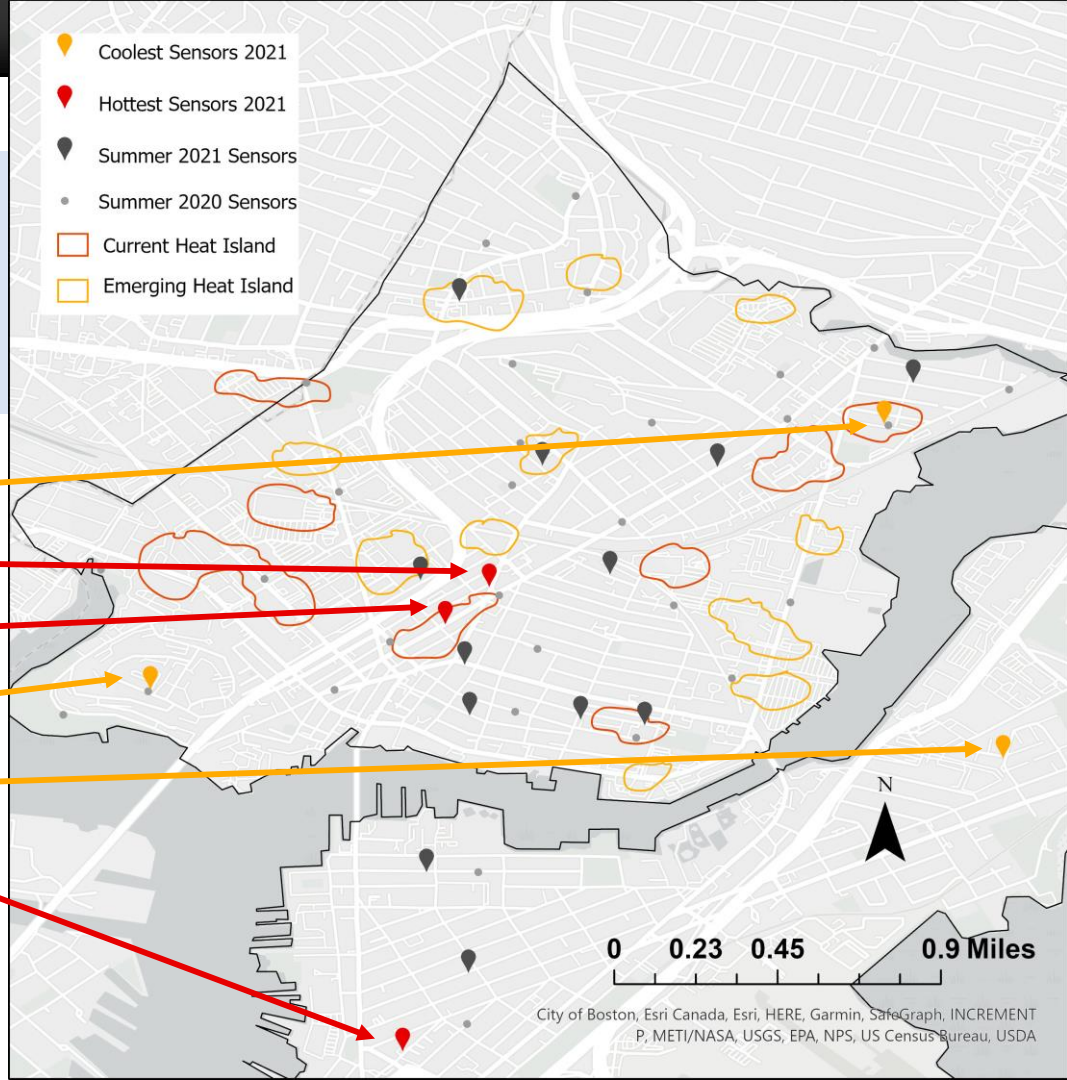 Coolest Sensors 2021
Hottest Sensors 2021
Summer 2021 Sensors
Summer 2020 Sensors
Current Heat Island
Emerging Heat Island
N
0 0.23 0.45 0.9 Miles
City of Boston, Esri Canada, Esri, HERE, Garmin, SafeGraph, INCREMENT
P, METI/NASA, USGS, EPA, NPS, US Census Bureau, USDA